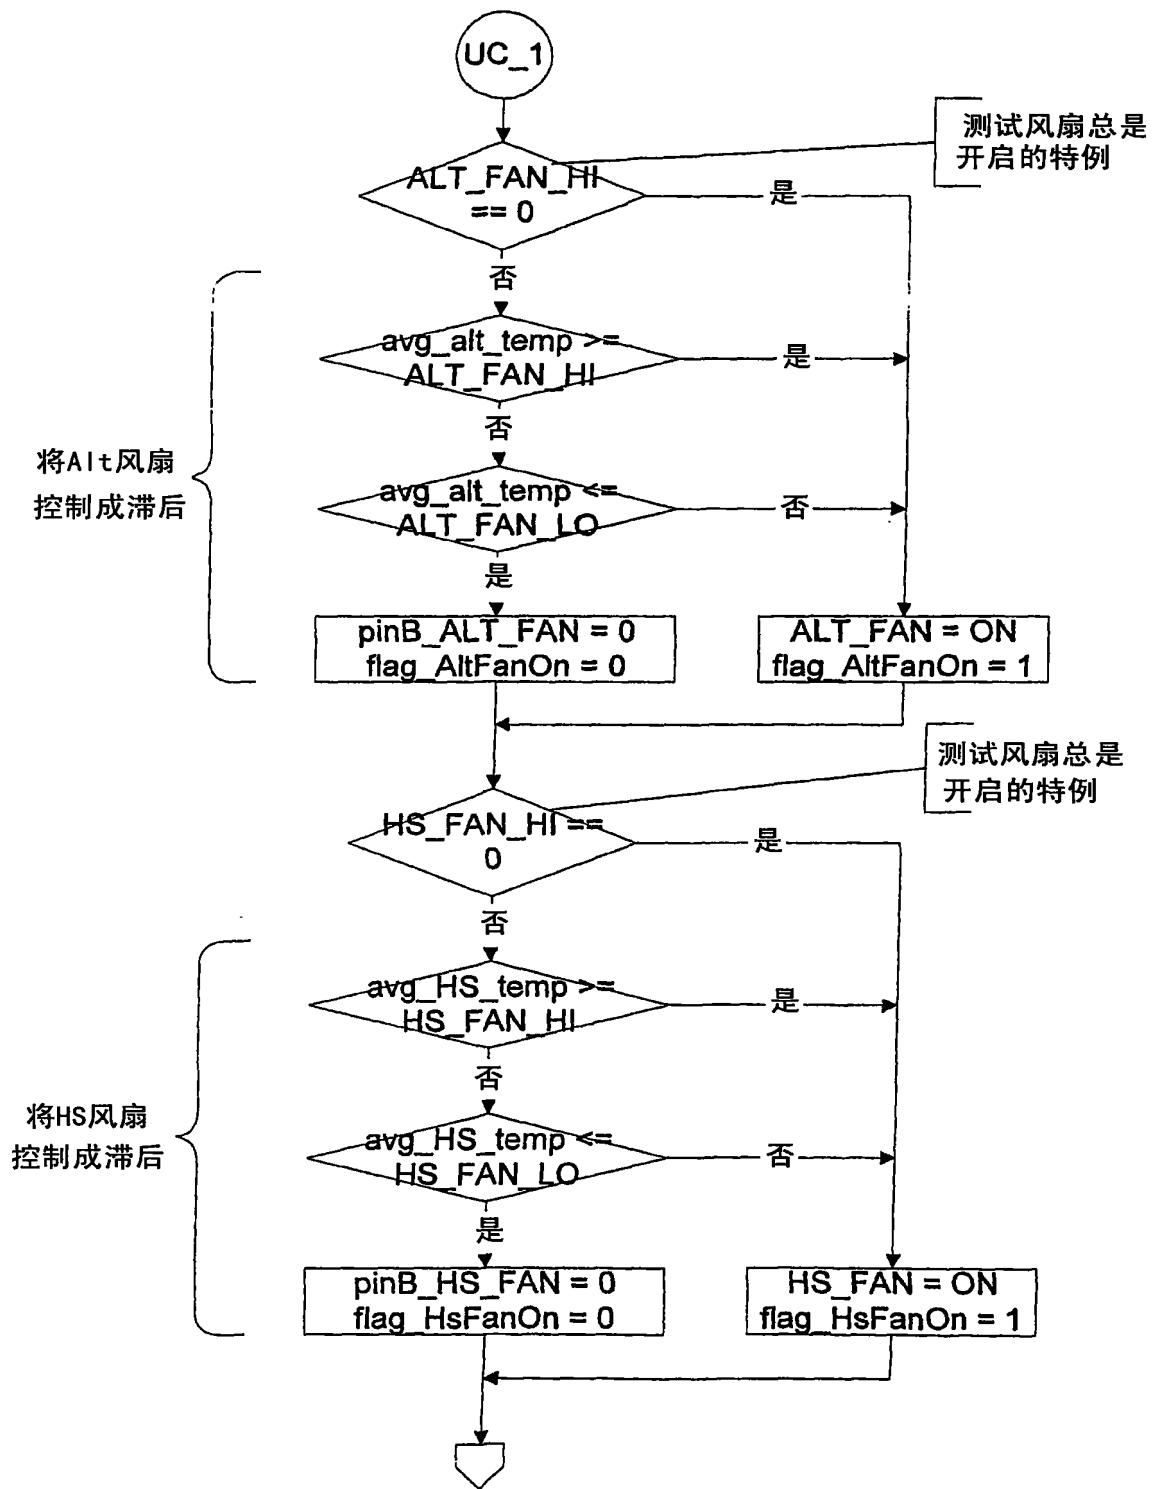 UC_1
测试风扇总是
开启的特例
ALT_FAN_HI
== 0
是
否
avg_alt_temp >=
ALT_FAN_HI
是
否
将Alt风扇
控制成滞后
avg_alt_temp <=
ALT_FAN_LO
否
是
pinB_ALT_FAN = 0
flag_AltFanOn = 0
ALT_FAN = ON
flag_AltFanOn = 1
测试风扇总是
开启的特例
HS_FAN_HI ==
0
是
否
avg_HS_temp >=
HS_FAN_HI
是
否
将HS风扇
控制成滞后
avg_HS_temp <=
HS_FAN_LO
否
是
pinB_HS_FAN = 0
flag_HsFanOn = 0
HS_FAN = ON
flag_HsFanOn = 1